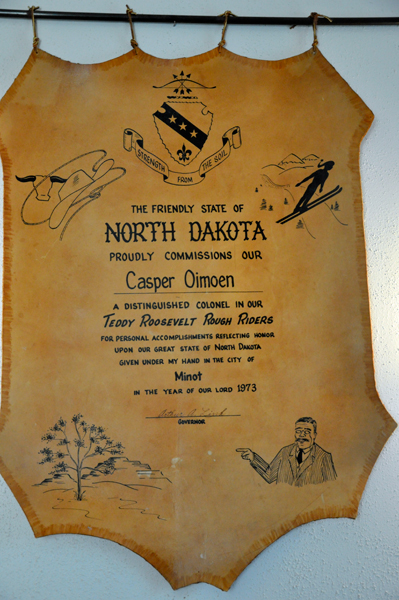 STRENGTH FROM THE SOIL
THE FRIENDLY STATE OF
NORTH DAKOTA
PROUDLY COMMISSIONS OUR
Casper Oimoen
A DISTINGUISHED COLONEL IN OUR
TEDDY ROOSEVELT ROUGH RIDERS
FOR PERSONAL ACCOMPLISHMENTS REFLECTING HONOR
UPON OUR GREAT STATE OF NORTH DAKOTA
GIVEN UNDER MY HAND IN THE CITY OF
Minot
IN THE YEAR OF OUR LORD 1973
Arthur A. Link
GOVERNOR